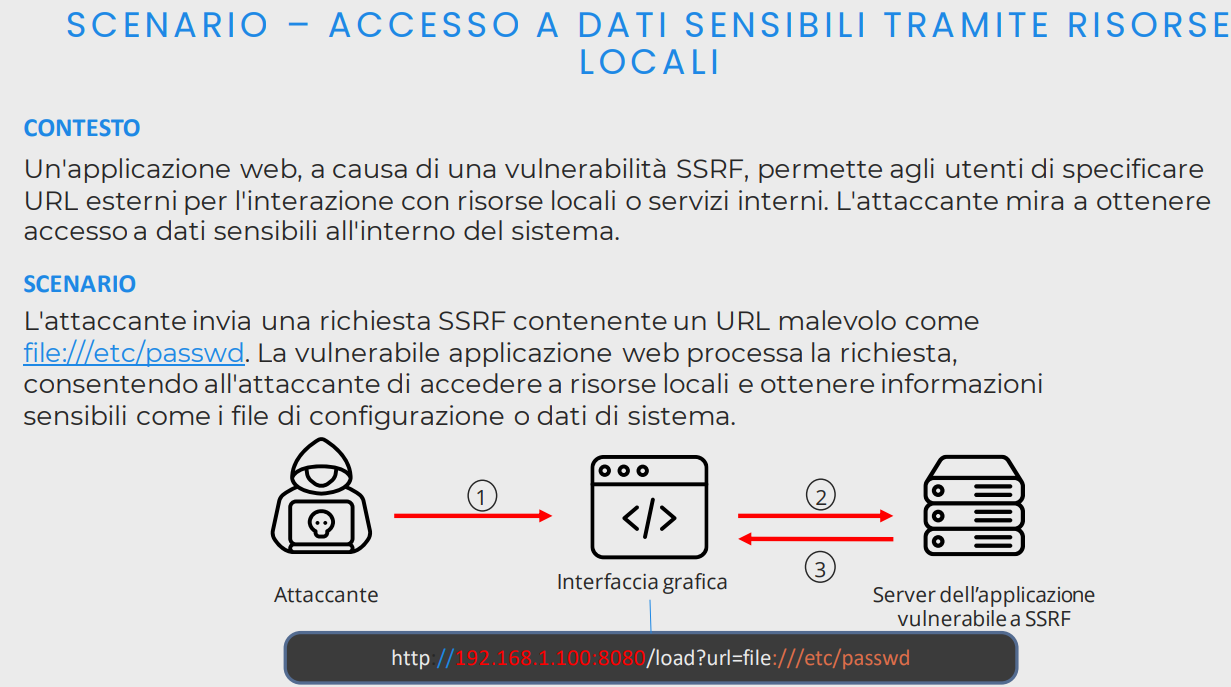 SCENARIO – ACCESSO A DATI SENSIBILI TRAMITE RISORSE
LOCALI
CONTESTO
Un'applicazione web, a causa di una vulnerabilità SSRF, permette agli utenti di specificare
URL esterni per l'interazione con risorse locali o servizi interni. L'attaccante mira a ottenere
accesso a dati sensibili all'interno del sistema.
SCENARIO
L'attaccante invia una richiesta SSRF contenente un URL malevolo come
file:///etc/passwd. La vulnerabile applicazione web processa la richiesta,
consentendo all'attaccante di accedere a risorse locali e ottenere informazioni
sensibili come i file di configurazione o dati di sistema.
1
2
</>
3
Attaccante
Interfaccia grafica
Server dell'applicazione
vulnerabile a SSRF
http://192.168.1.100:8080/load?url=file:///etc/passwd